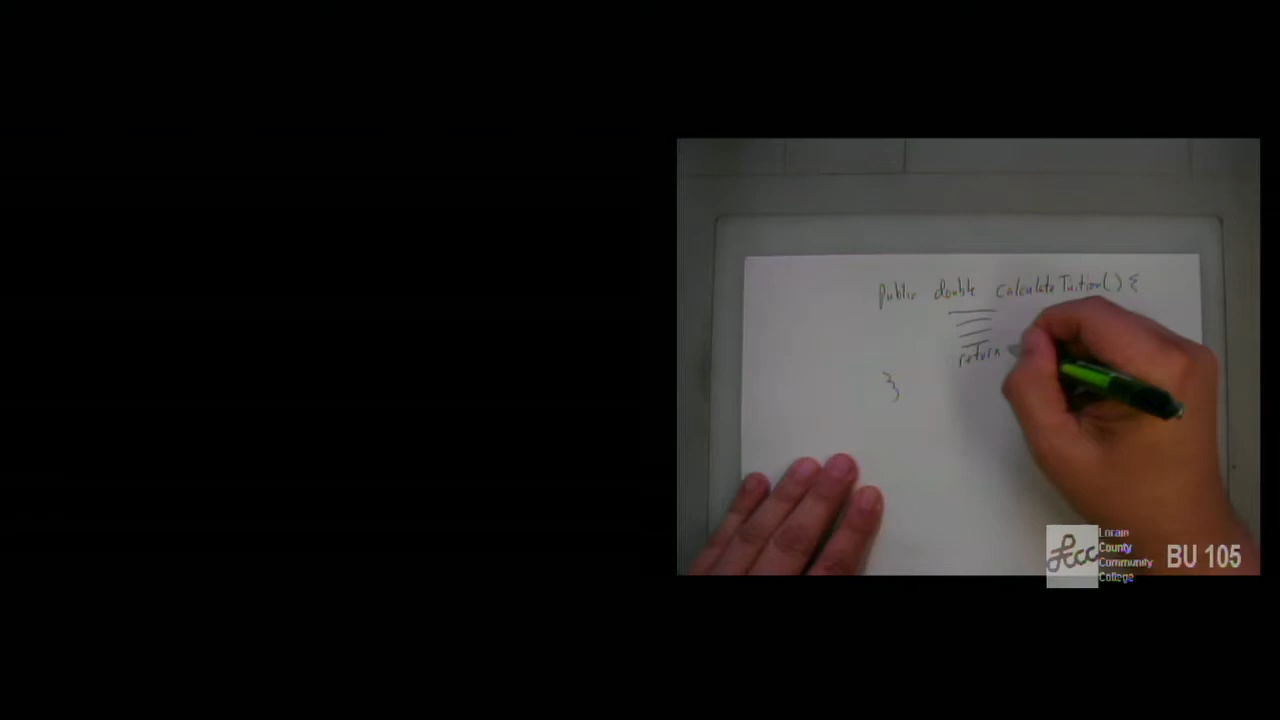 public double calculateTuition() {
return
}
Lorain
County
Community
College
BU 105